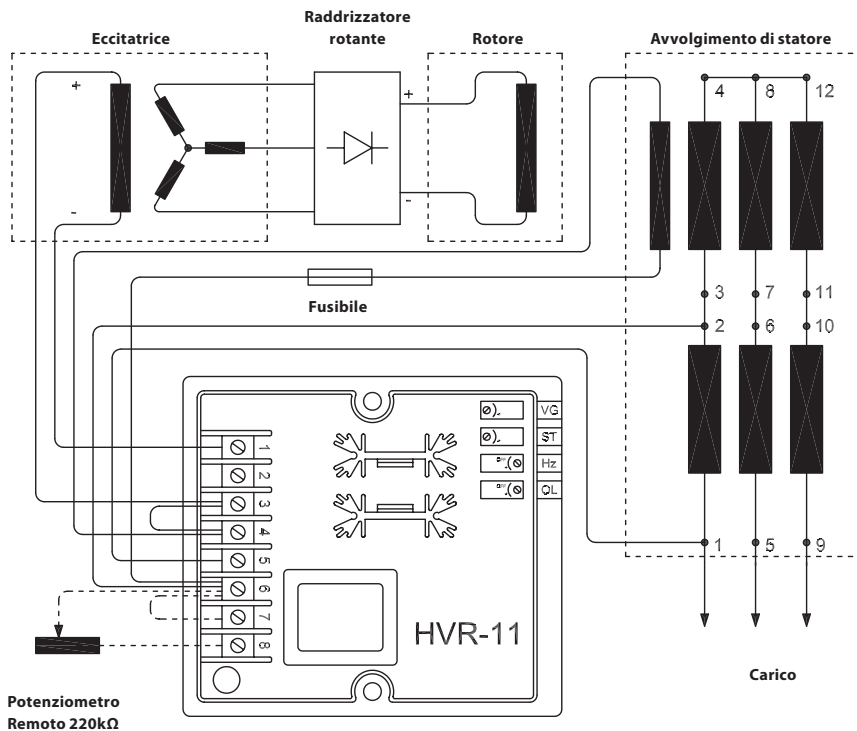 Raddrizzatore
rotante
Eccitatrice
Rotore
Avvolgimento di statore
+
-
+
-
4
8
12
3
7
11
2
6
10
Fusibile
VG
ST
Hz
OL
1
2
3
4
5
6
7
8
HVR-11
1
5
9
Carico
Potenziometro
Remoto 220kΩ